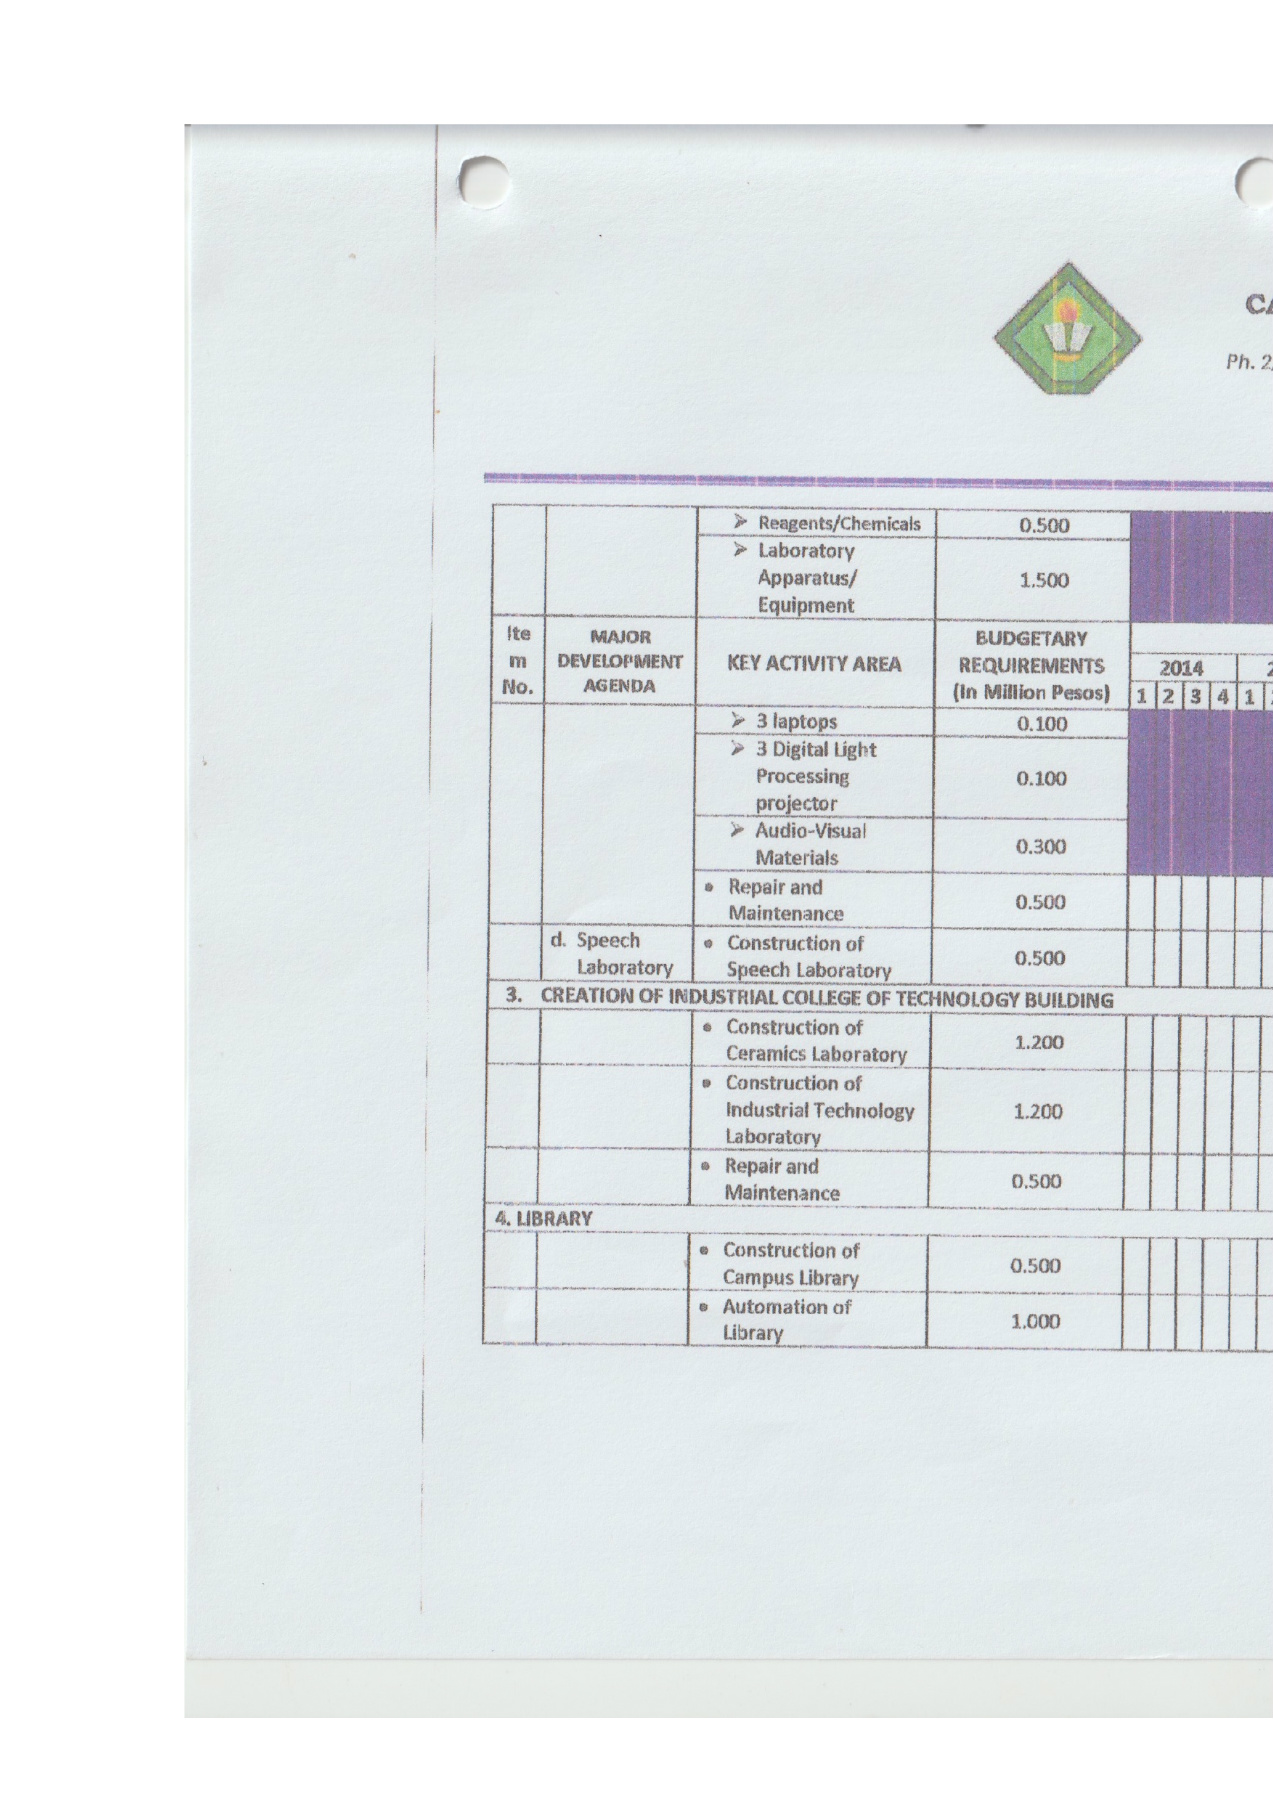 CA
Ph. 2
➢ Reagents/Chemicals 0.500
➢ Laboratory
Apparatus/ 1.500
Equipment
Ite
m
No.
MAJOR
DEVELOPMENT
AGENDA
KEY ACTIVITY AREA
BUDGETARY
REQUIREMENTS
(In Million Pesos)
2014 2
1 2 3 4 1
➢ 3 laptops 0.100
➢ 3 Digital Light
Processing 0.100
projector
➢ Audio-Visual
Materials 0.300
• Repair and
Maintenance 0.500
d. Speech
Laboratory
• Construction of
Speech Laboratory 0.500
3. CREATION OF INDUSTRIAL COLLEGE OF TECHNOLOGY BUILDING
• Construction of
Ceramics Laboratory 1.200
• Construction of
Industrial Technology 1.200
Laboratory
• Repair and
Maintenance 0.500
4. LIBRARY
• Construction of
Campus Library 0.500
• Automation of
Library 1.000